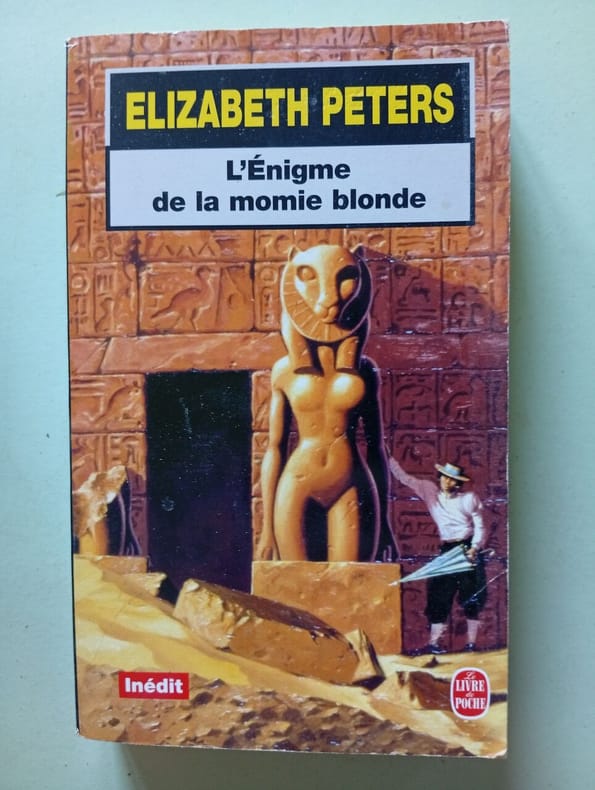 ELIZABETH PETERS
L'Énigme
de la momie blonde
Inédit
Le
LIVRE
de
POCHE